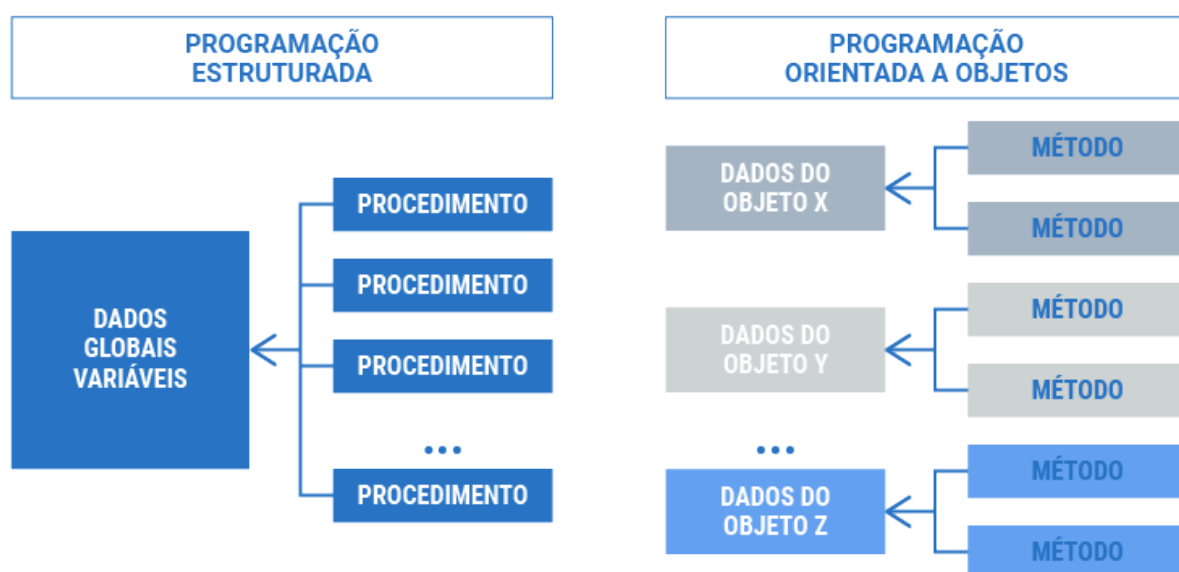 PROGRAMAÇÃO
ESTRUTURADA
DADOS
GLOBAIS
VARIÁVEIS
PROCEDIMENTO
PROCEDIMENTO
PROCEDIMENTO
...
PROCEDIMENTO
PROGRAMAÇÃO
ORIENTADA A OBJETOS
DADOS DO
OBJETO X
MÉTODO
MÉTODO
DADOS DO
OBJETO Y
MÉTODO
MÉTODO
...
DADOS DO
OBJETO Z
MÉTODO
MÉTODO